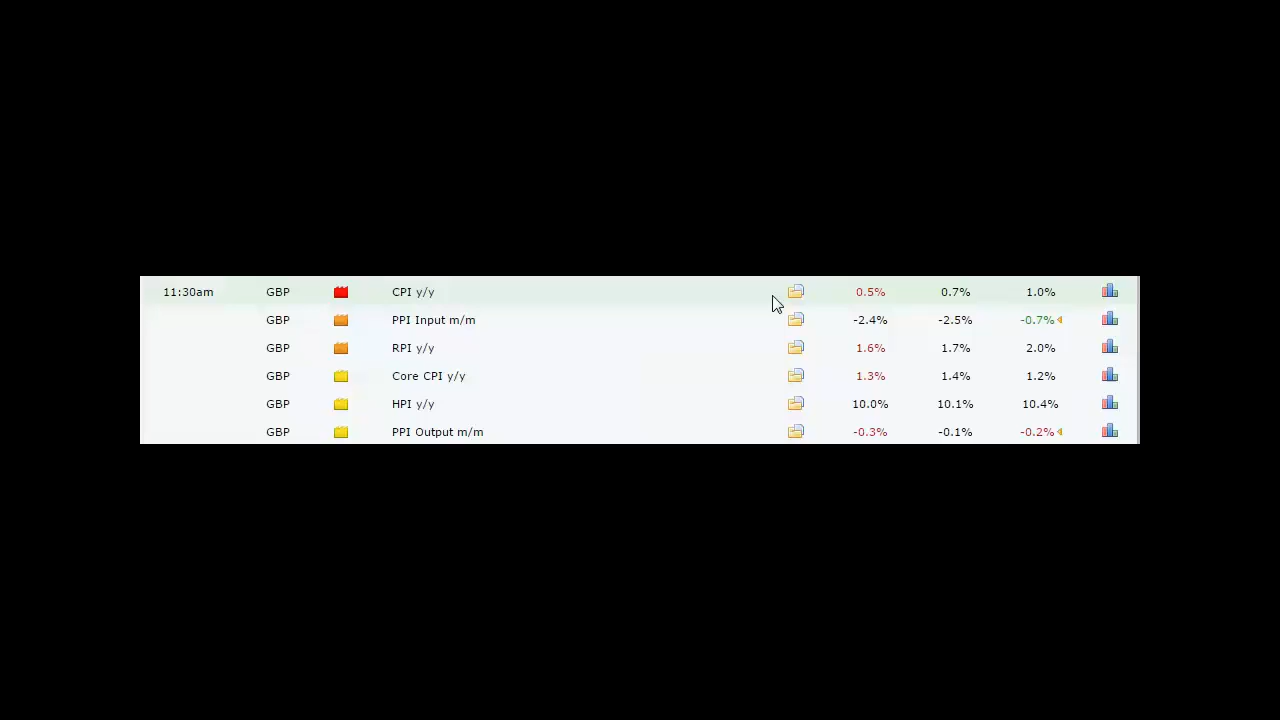 11:30am GBP CPI y/y 0.5% 0.7% 1.0%
GBP PPI Input m/m -2.4% -2.5% -0.7%
GBP RPI y/y 1.6% 1.7% 2.0%
GBP Core CPI y/y 1.3% 1.4% 1.2%
GBP HPI y/y 10.0% 10.1% 10.4%
GBP PPI Output m/m -0.3% -0.1% -0.2%